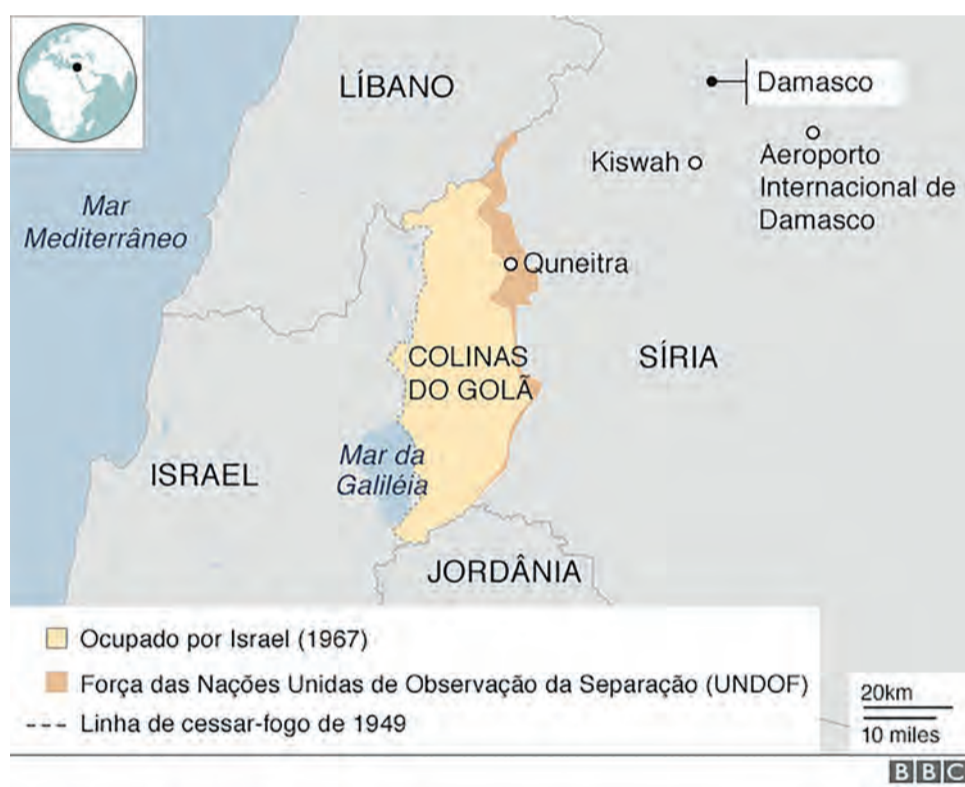 LÍBANO
Damasco
Kiswah
Aeroporto
Internacional de
Damasco
Mar
Mediterrâneo
Quneitra
COLINAS
DO GOLÃ
SÍRIA
Mar da
Galiléia
ISRAEL
JORDÂNIA
Ocupado por Israel (1967)
Força das Nações Unidas de Observação da Separação (UNDOF)
Linha de cessar-fogo de 1949
20km
10 miles
BBC